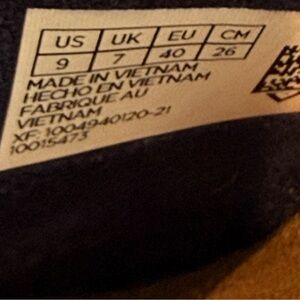 US UK EU CM
9 7 40 26
MADE IN VIETNAM
HECHO EN VIETNAM
FABRIQUE AU
VIETNAM
XF: 1004940120-21
10015473